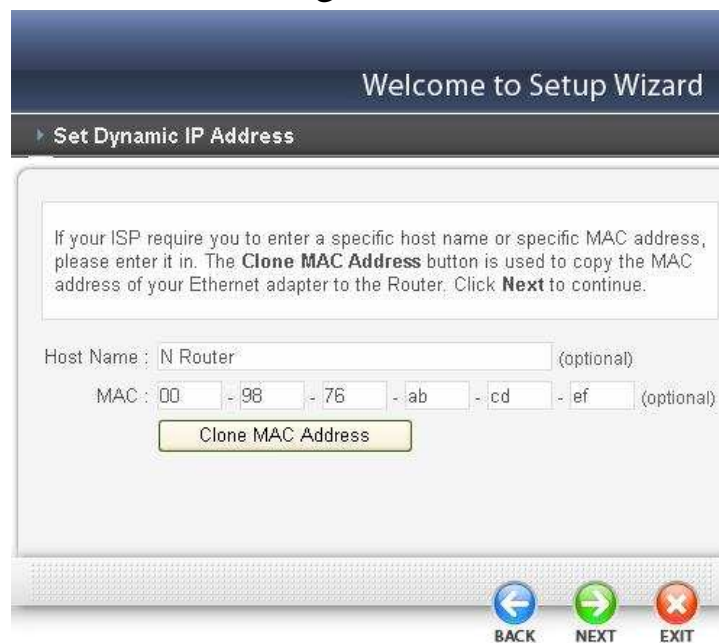 Welcome to Setup Wizard
Set Dynamic IP Address
If your ISP require you to enter a specific host name or specific MAC address,
please enter it in. The Clone MAC Address button is used to copy the MAC
address of your Ethernet adapter to the Router. Click Next to continue.
Host Name : N Router (optional)
MAC : 00 - 98 - 76 - ab - cd - ef (optional)
Clone MAC Address
BACK NEXT EXIT